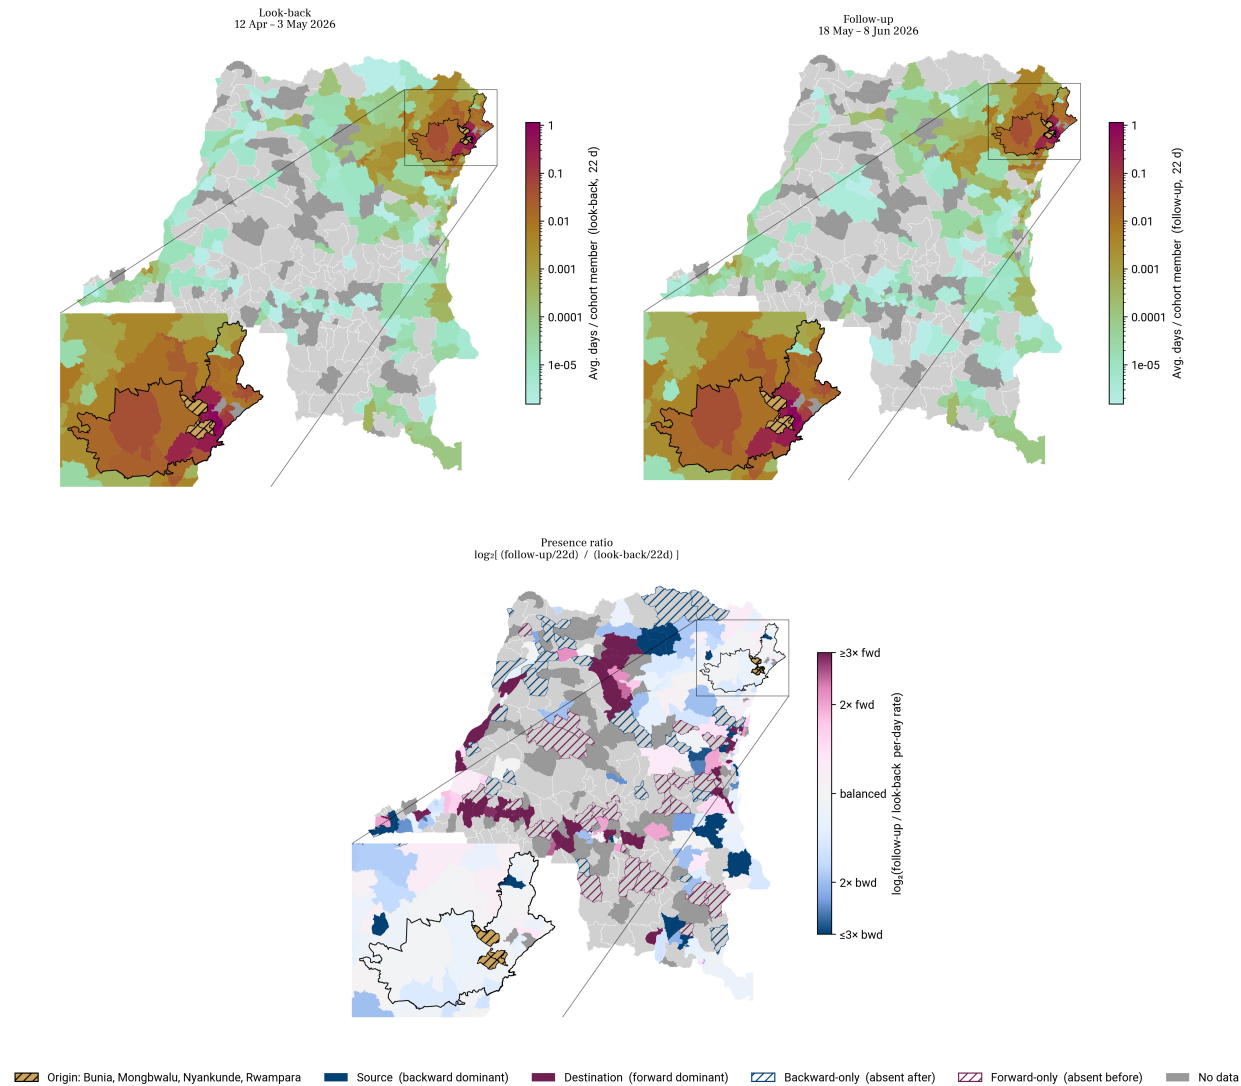 Look-back
12 Apr – 3 May 2026
Follow-up
18 May – 8 Jun 2026
1
0.1
0.01
0.001
0.0001
1e-05
Avg. days / cohort member (look-back, 22 d)
1
0.1
0.01
0.001
0.0001
1e-05
Avg. days / cohort member (follow-up, 22 d)
Presence ratio
log₂[ (follow-up/22d) / (look-back/22d) ]
≥3× fwd
2× fwd
balanced
2× bwd
≤3× bwd
log₂(follow-up / look-back per-day rate)
Origin: Bunia, Mongbwalu, Nyankunde, Rwampara
Source (backward dominant)
Destination (forward dominant)
Backward-only (absent after)
Forward-only (absent before)
No data